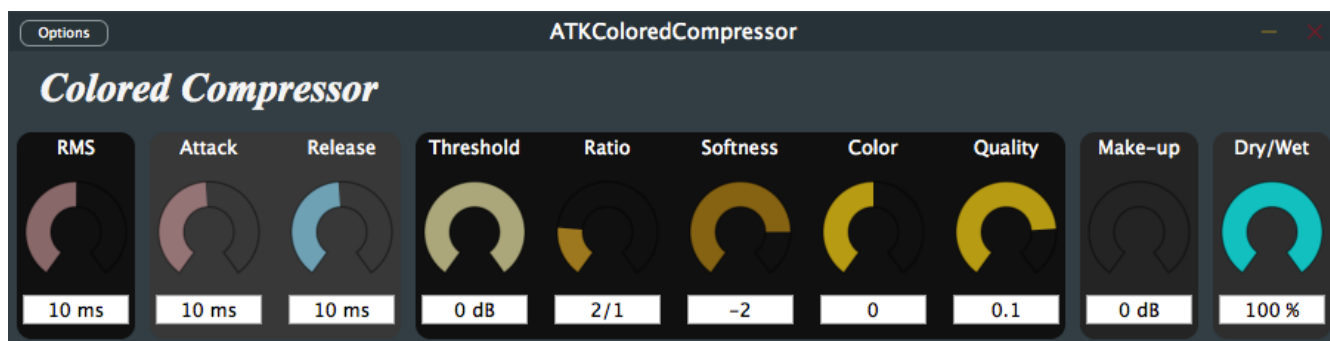 Options
ATKColoredCompressor
Colored Compressor
RMS Attack Release Threshold Ratio Softness Color Quality Make-up Dry/Wet
10 ms 10 ms 10 ms 0 dB 2/1 -2 0 0.1 0 dB 100 %